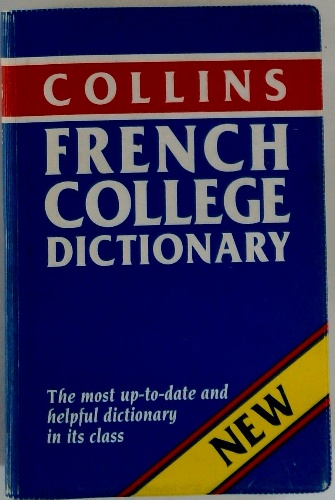 COLLINS
FRENCH
COLLEGE
DICTIONARY
The most up-to-date and
helpful dictionary
in its class
NEW